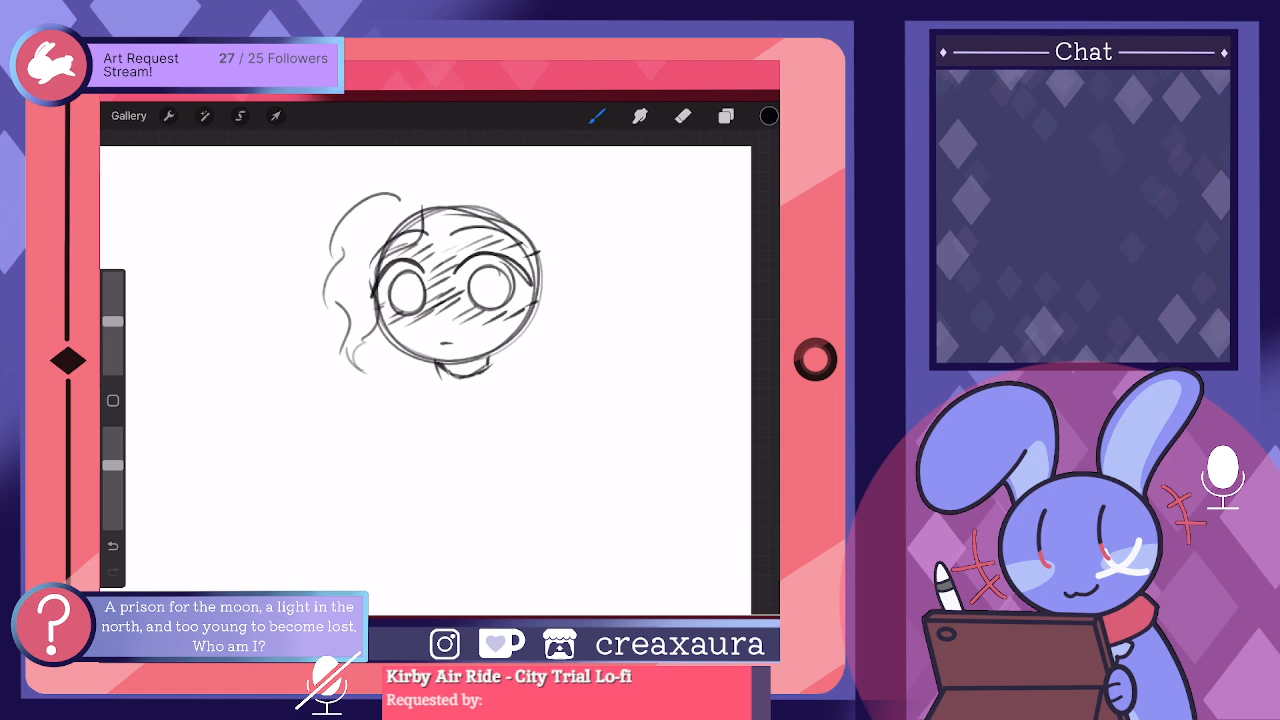 Art Request
Stream!
27 / 25 Followers
Chat
Gallery
A prison for the moon, a light in the
north, and too young to become lost.
Who am I?
creaxaura
Kirby Air Ride - City Trial Lo-fi
Requested by: